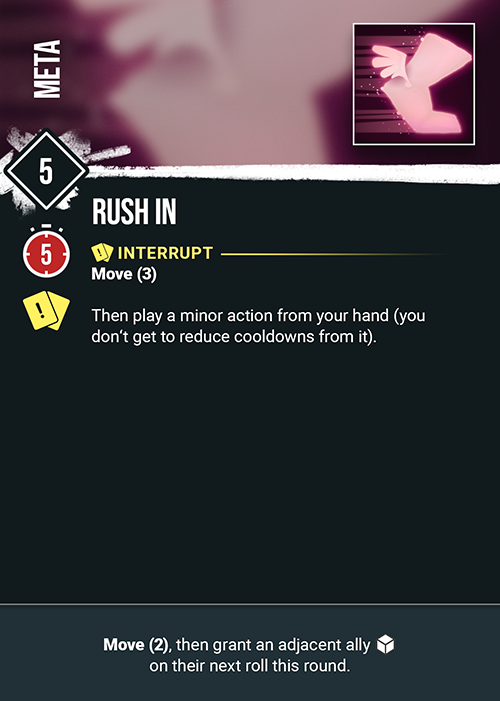 META
5
RUSH IN
5
! INTERRUPT
Move (3)
!
Then play a minor action from your hand (you
don‘t get to reduce cooldowns from it).
Move (2), then grant an adjacent ally
on their next roll this round.